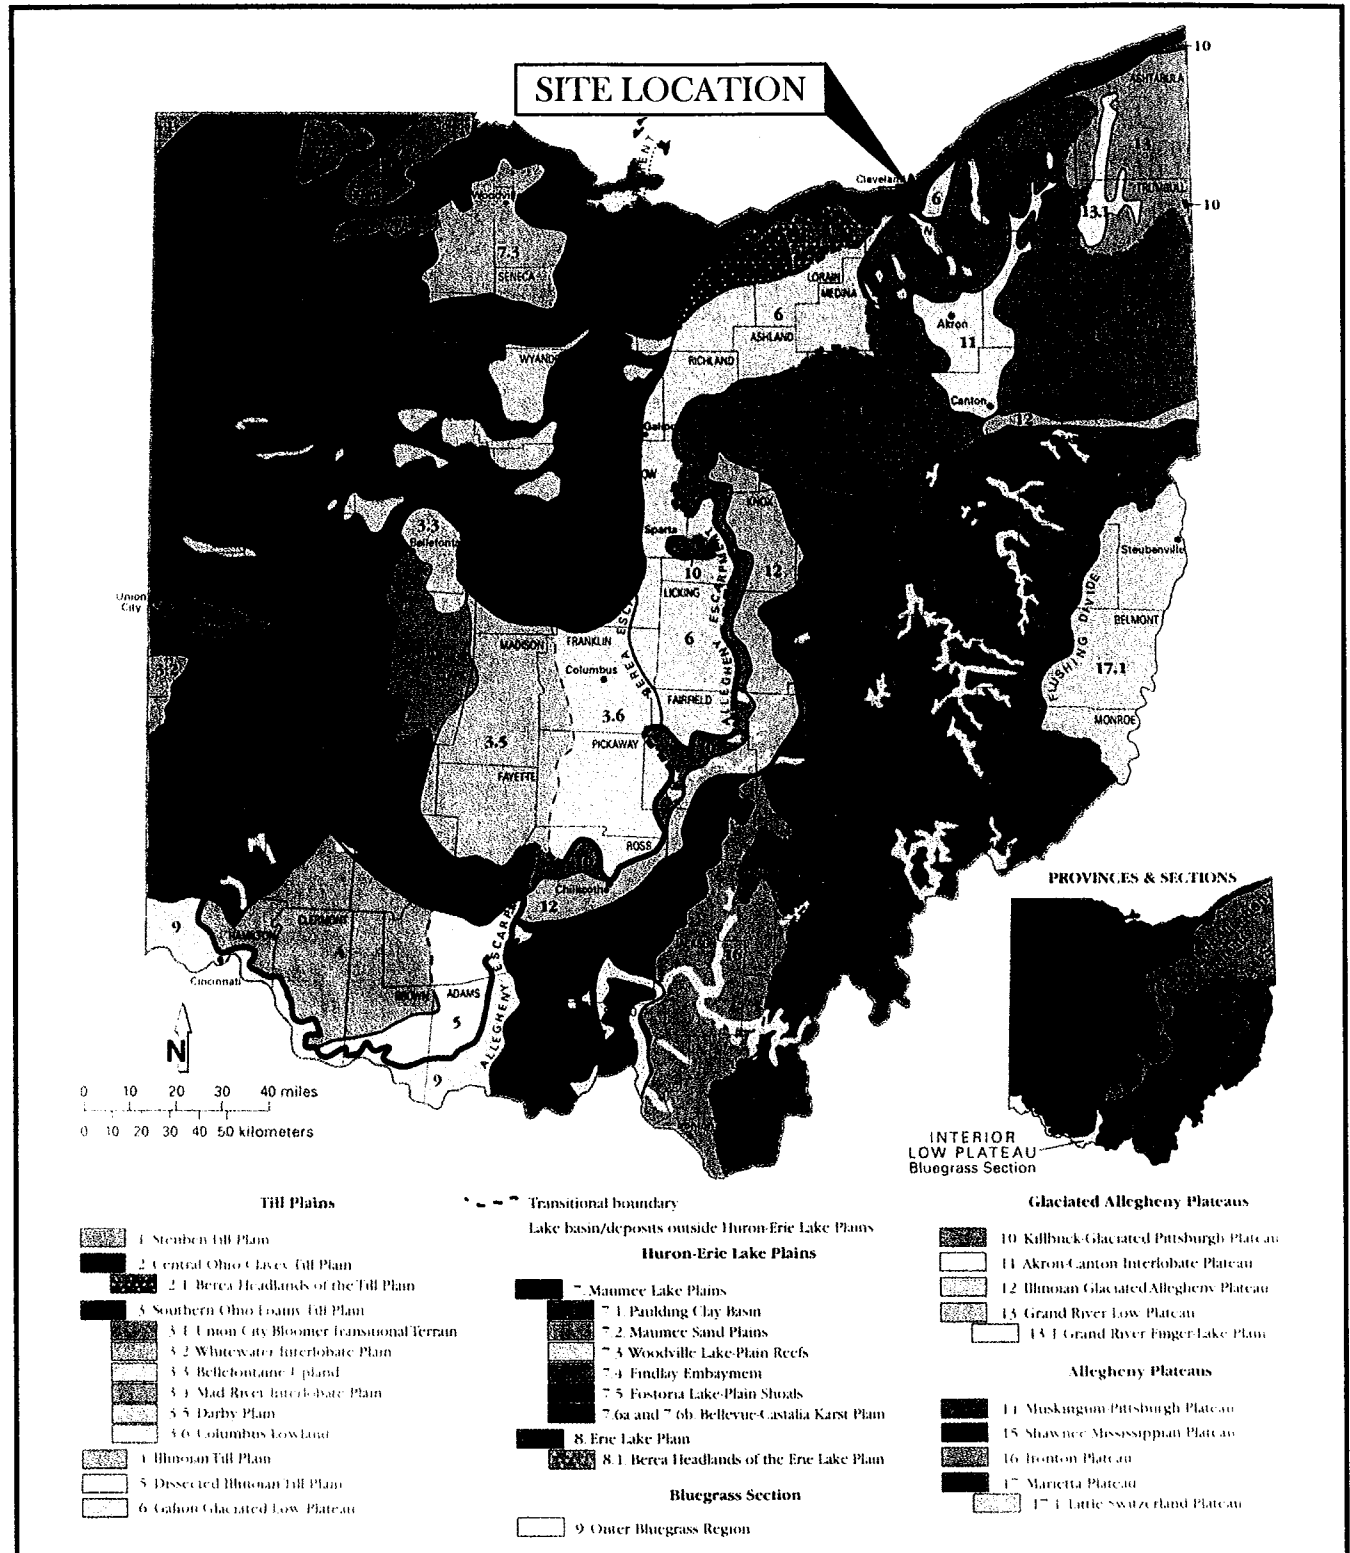 SITE LOCATION
10
ASHTABULA
Cleveland
6
13.1
TRUMBULL
10
7.3
SENECA
LORAIN
MEDINA
6
ASHLAND
Akron
11
WYAND
RICHLAND
Canton
12
KNOX
3.3
Bellefont
Sparta
Steubenville
10
12
LICKING
Union
City
BELMONT
MADISON
FRANKLIN
6
Columbus
BEREA ESC
ALLEGHENY ESCARPMENT
FLUSHING DIVIDE
17.1
FAIRFIELD
3.6
MONROE
3.5
PICKAWAY
FAYETTE
ROSS
PROVINCES & SECTIONS
Chillicothe
12
9
CLERMONT
4
Cincinnati
BROWN
ADAMS
5
ALLEGHENY ESCARP
9
N
0 10 20 30 40 miles
0 10 20 30 40 50 kilometers
INTERIOR
LOW PLATEAU
Bluegrass Section
Till Plains
1 Steuben Till Plain
2 Central Ohio Clayey Till Plain
2.1 Berea Headlands of the Till Plain
3 Southern Ohio Loamy Till Plain
3.1 Union City Bloomer Transitional Terrain
3.2 Whitewater Interlobate Plain
3.3 Bellefontaine Upland
3.4 Mad River Interlobate Plain
3.5 Darby Plain
3.6 Columbus Lowland
4 Illinoian Till Plain
5 Dissected Illinoian Till Plain
6 Galion Glaciated Low Plateau
Transitional boundary
Lake basin/deposits outside Huron-Erie Lake Plains
Huron-Erie Lake Plains
7. Maumee Lake Plains
7.1. Paulding Clay Basin
7.2. Maumee Sand Plains
7.3 Woodville Lake-Plain Reefs
7.4 Findlay Embayment
7.5 Fostoria Lake-Plain Shoals
7.6a and 7.6b. Bellevue-Castalia Karst Plain
8. Erie Lake Plain
8.1. Berea Headlands of the Erie Lake Plain
Bluegrass Section
9 Outer Bluegrass Region
Glaciated Allegheny Plateaus
10 Killbuck-Glaciated Pittsburgh Plateau
11 Akron-Canton Interlobate Plateau
12 Illinoian Glaciated Allegheny Plateau
13 Grand River Low Plateau
13.1 Grand River Finger-Lake Plain
Allegheny Plateaus
14 Muskingum-Pittsburgh Plateau
15 Shawnee Mississippian Plateau
16 Ironton Plateau
17 Marietta Plateau
17.1 Little Switzerland Plateau